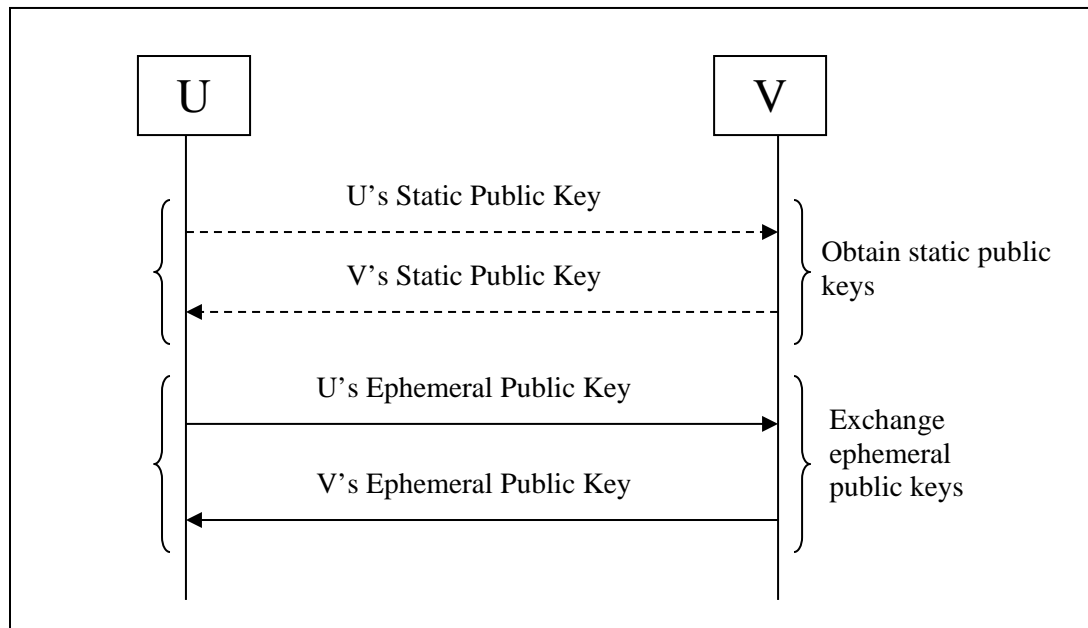 U
V
U’s Static Public Key
V’s Static Public Key
Obtain static public
keys
U’s Ephemeral Public Key
V’s Ephemeral Public Key
Exchange
ephemeral
public keys